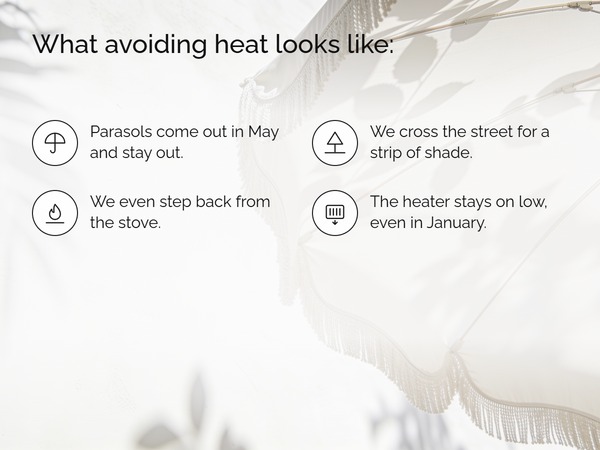 What avoiding heat looks like:
Parasols come out in May
and stay out.
We cross the street for a
strip of shade.
We even step back from
the stove.
The heater stays on low,
even in January.